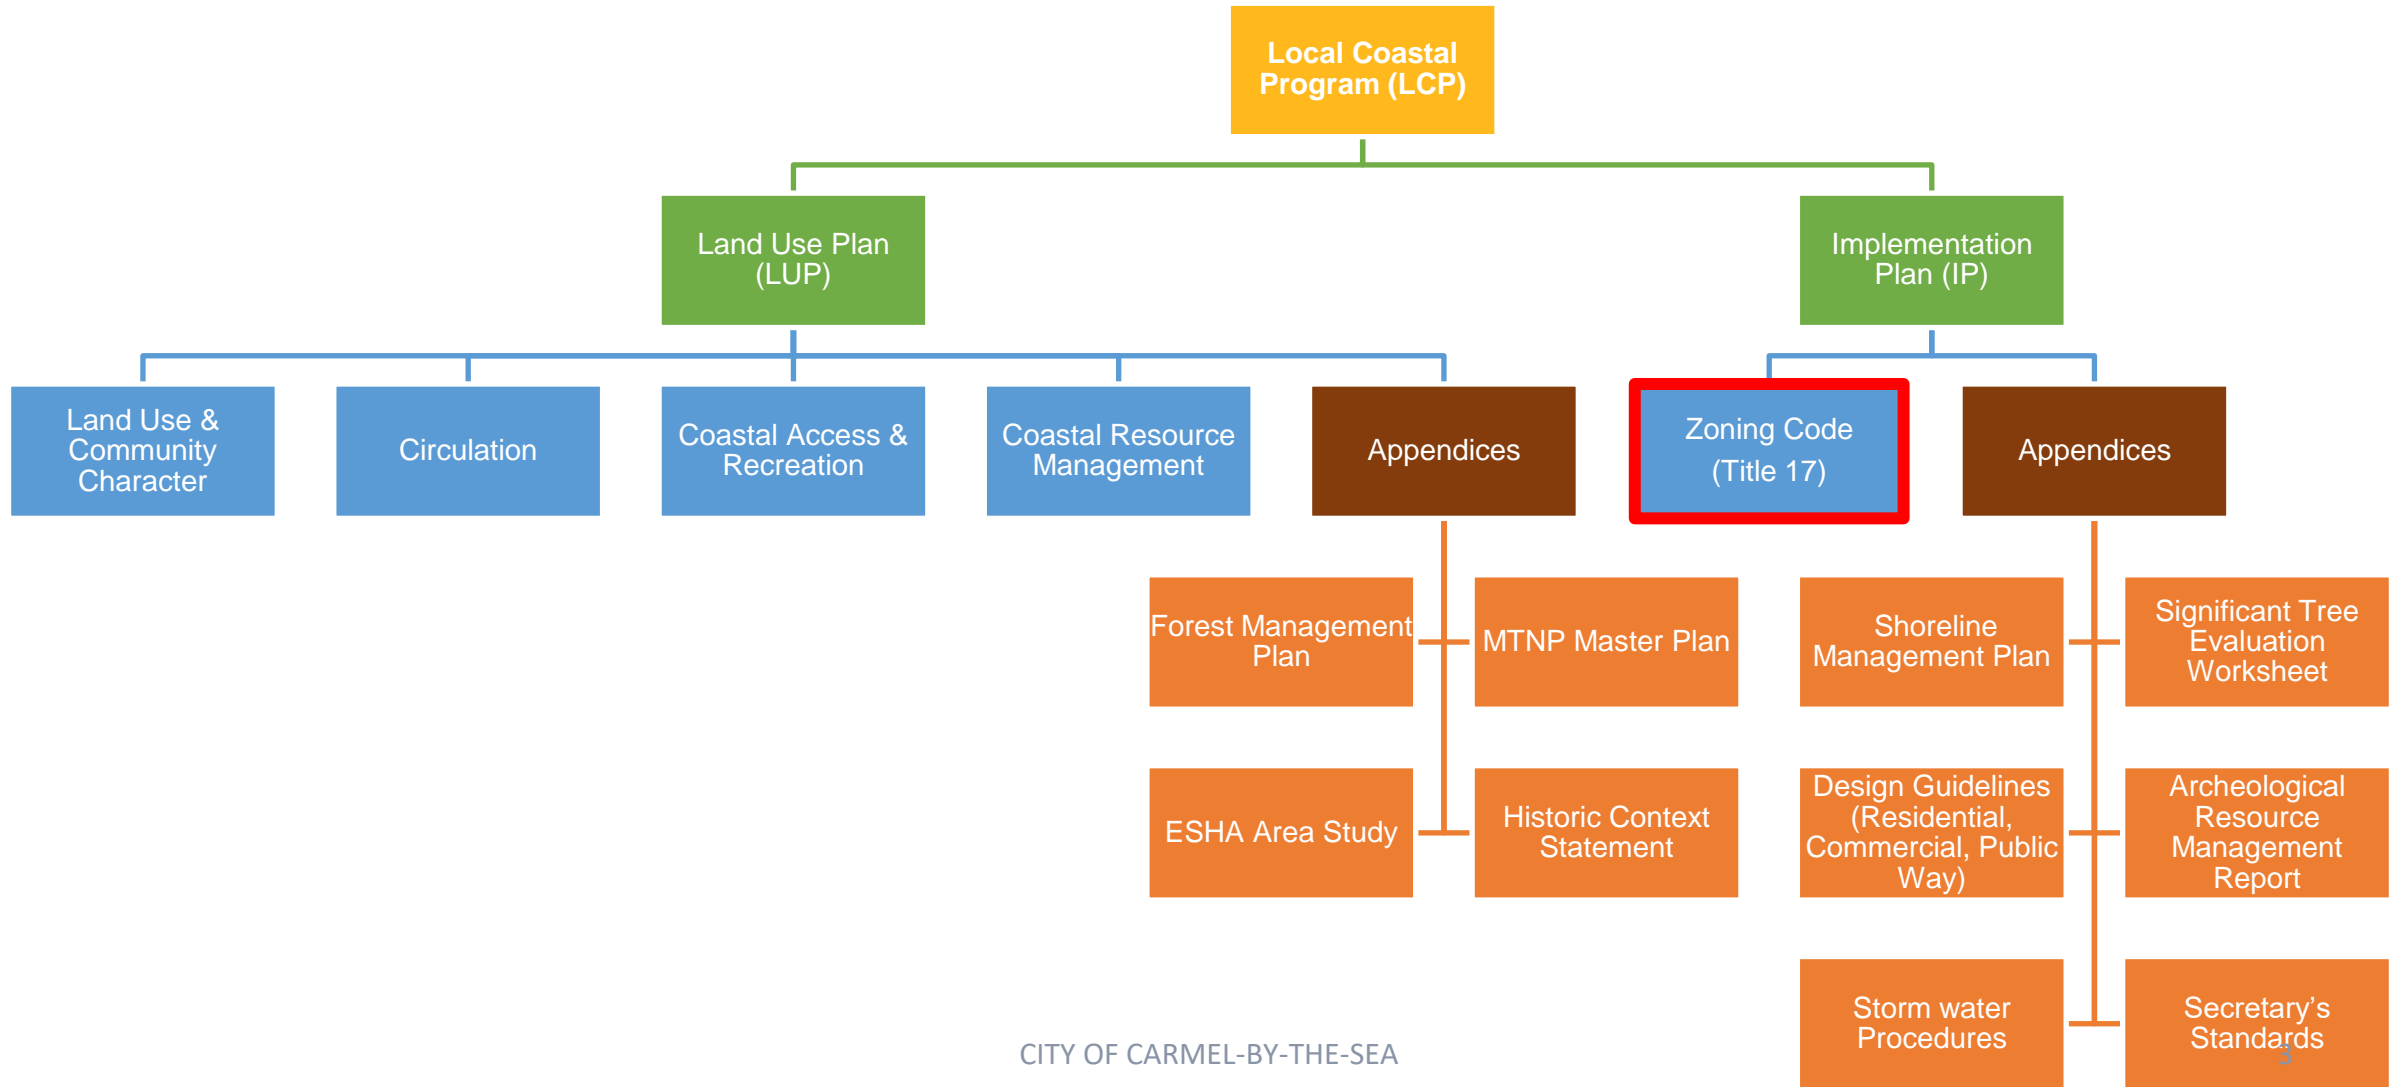 Local Coastal
Program (LCP)
Land Use Plan
(LUP)
Implementation
Plan (IP)
Land Use &
Community
Character
Circulation
Coastal Access &
Recreation
Coastal Resource
Management
Appendices
Zoning Code
(Title 17)
Appendices
Forest Management
Plan
MTNP Master Plan
Shoreline
Management Plan
Significant Tree
Evaluation
Worksheet
ESHA Area Study
Historic Context
Statement
Design Guidelines
(Residential,
Commercial, Public
Way)
Archeological
Resource
Management
Report
Storm water
Procedures
Secretary’s
Standards
CITY OF CARMEL-BY-THE-SEA
3